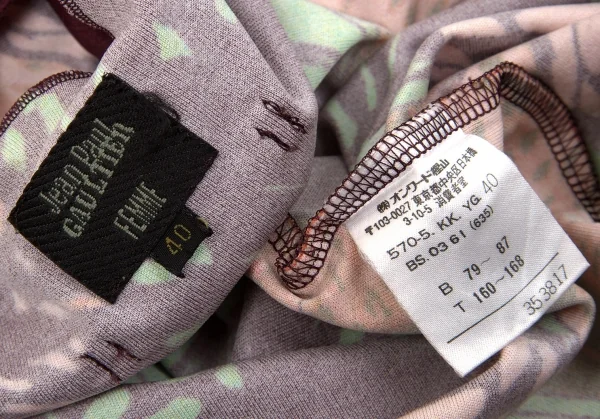 Jean Paul
GAULTIER
FEMME
40
㈱オンワード樫山
〒103-0027 東京都中央区日本橋
3-10-5 消費者室
570-5. KK. YG. 40
BS. 03 61 (635)
B 79～ 87
T 160～168
353817